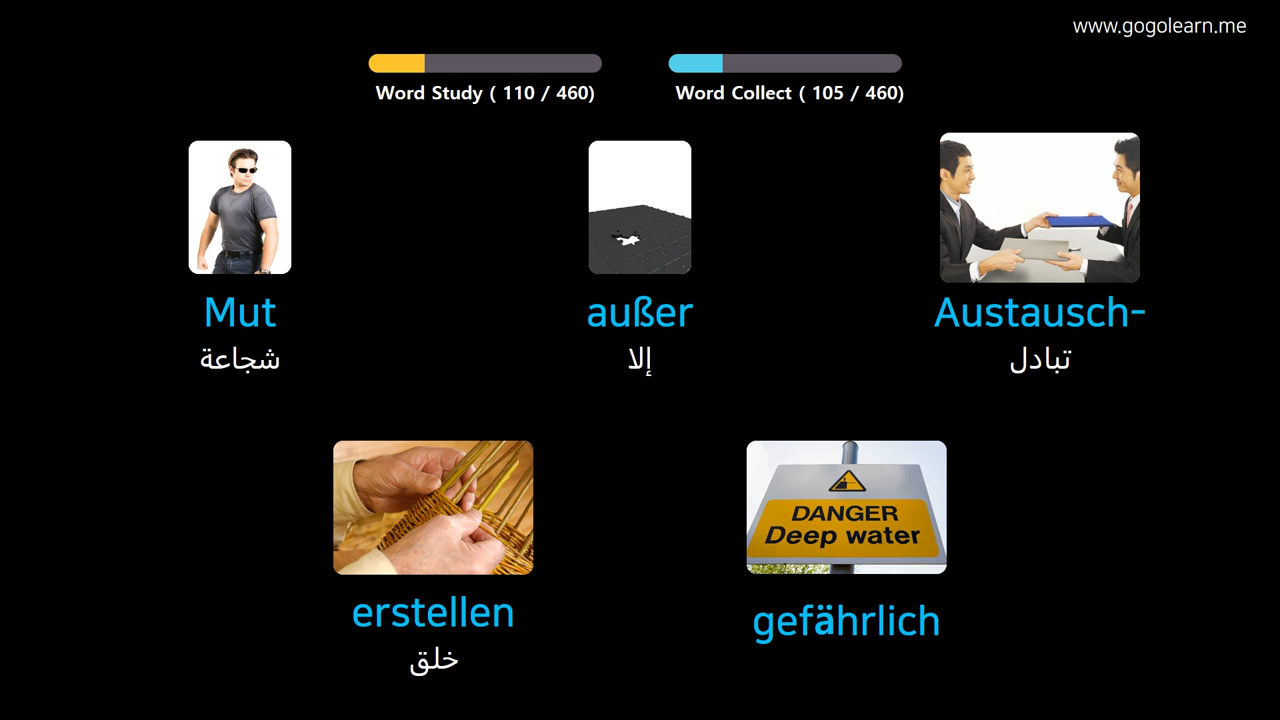 www.gogolearn.me
Word Study ( 110 / 460)
Word Collect ( 105 / 460)
Mut
شجاعة
außer
إلا
Austausch-
تبادل
DANGER
Deep water
erstellen
خلق
gefährlich